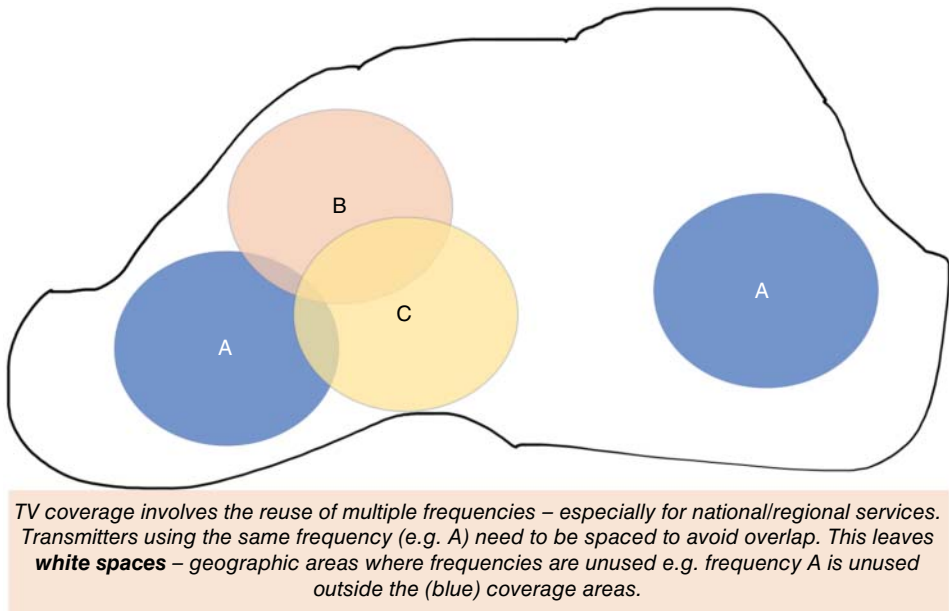 B
C
A
A
TV coverage involves the reuse of multiple frequencies – especially for national/regional services.
Transmitters using the same frequency (e.g. A) need to be spaced to avoid overlap. This leaves
white spaces – geographic areas where frequencies are unused e.g. frequency A is unused
outside the (blue) coverage areas.